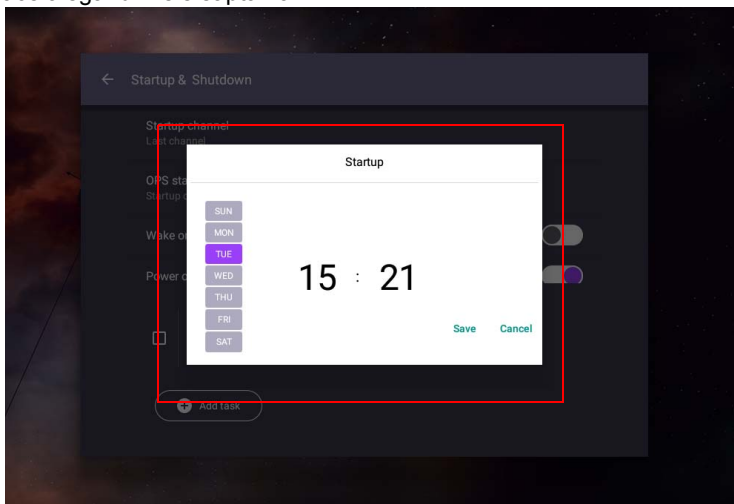 Startup & Shutdown
Startup channel
Last channel
Startup
OPS sta
Startup
SUN
MON
Wake o
TUE
Power o
WED
15 : 21
THU
FRI
Save
Cancel
SAT
Add task